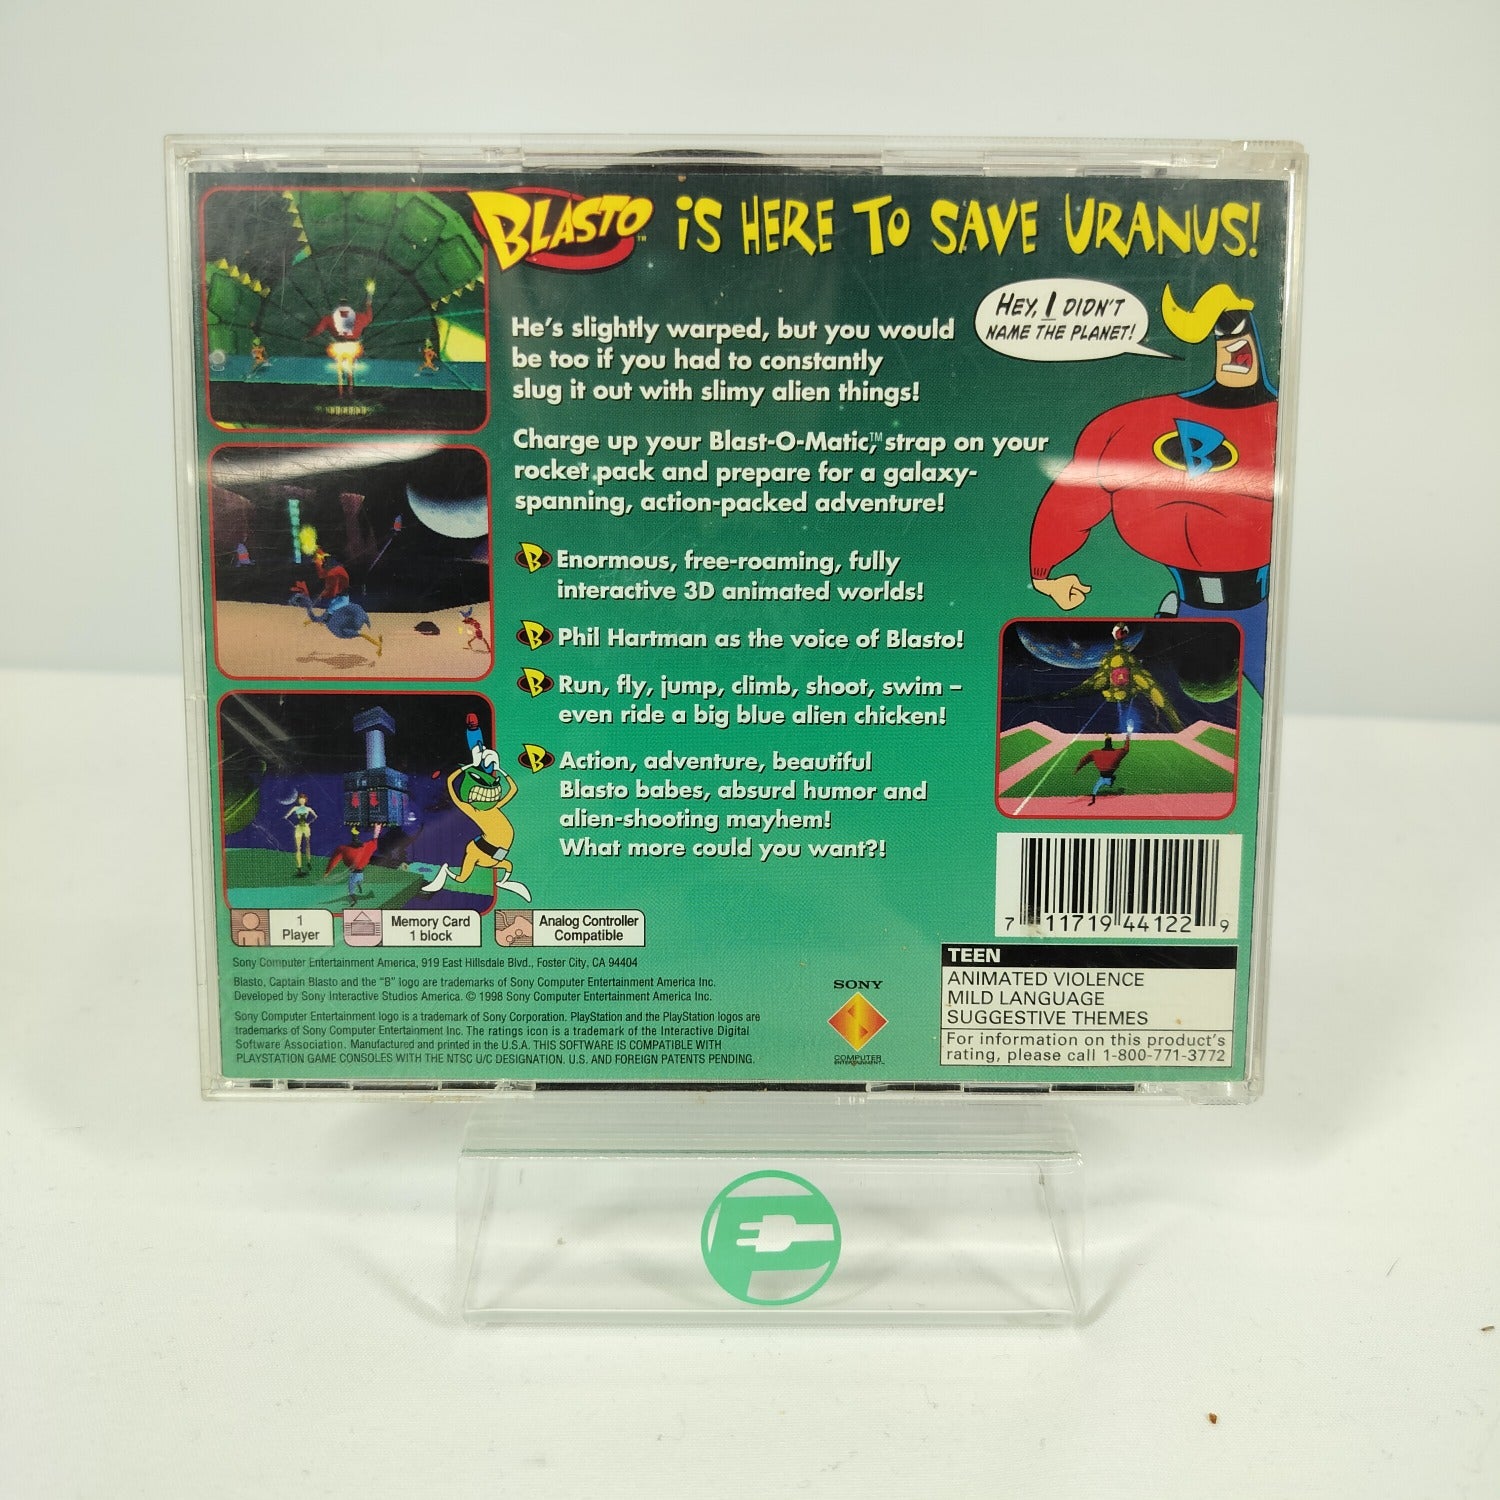 BLASTO™ IS HERE TO SAVE URANUS!
HEY, I DIDN'T
NAME THE PLANET!
He's slightly warped, but you would
be too if you had to constantly
slug it out with slimy alien things!
Charge up your Blast-O-Matic,™ strap on your
rocket pack and prepare for a galaxy-
spanning, action-packed adventure!
B Enormous, free-roaming, fully
interactive 3D animated worlds!
B Phil Hartman as the voice of Blasto!
B Run, fly, jump, climb, shoot, swim –
even ride a big blue alien chicken!
B Action, adventure, beautiful
Blasto babes, absurd humor and
alien-shooting mayhem!
What more could you want?!
B
1
Player
Memory Card
1 block
Analog Controller
Compatible
Sony Computer Entertainment America, 919 East Hillsdale Blvd., Foster City, CA 94404
Blasto, Captain Blasto and the "B" logo are trademarks of Sony Computer Entertainment America Inc.
Developed by Sony Interactive Studios America. © 1998 Sony Computer Entertainment America Inc.
Sony Computer Entertainment logo is a trademark of Sony Corporation. PlayStation and the PlayStation logos are
trademarks of Sony Computer Entertainment Inc. The ratings icon is a trademark of the Interactive Digital
Software Association. Manufactured and printed in the U.S.A. THIS SOFTWARE IS COMPATIBLE WITH
PLAYSTATION GAME CONSOLES WITH THE NTSC U/C DESIGNATION. U.S. AND FOREIGN PATENTS PENDING.
SONY
COMPUTER
ENTERTAINMENT
7 11719 44122 9
TEEN
ANIMATED VIOLENCE
MILD LANGUAGE
SUGGESTIVE THEMES
For information on this product's
rating, please call 1-800-771-3772